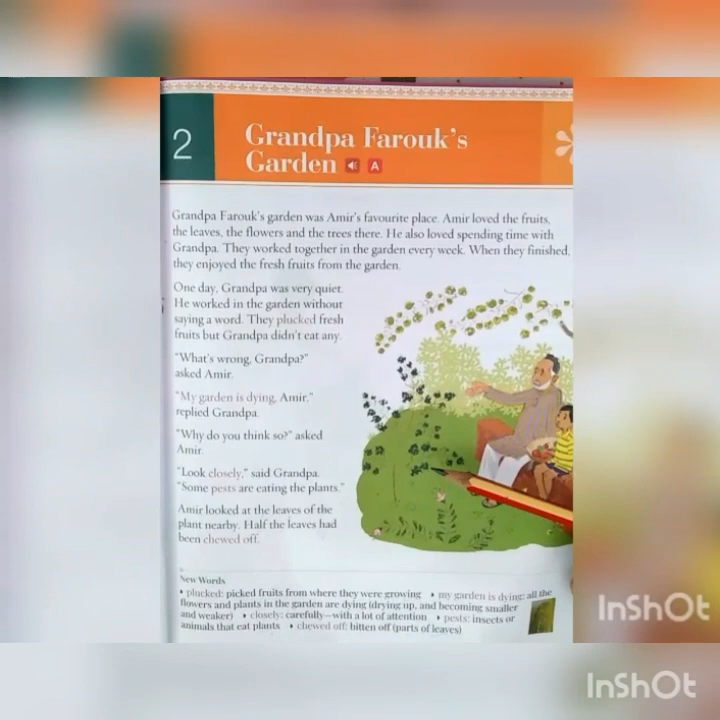 2
Grandpa Farouk's
Garden
A
Grandpa Farouk's garden was Amir's favourite place. Amir loved the fruits,
the leaves, the flowers and the trees there. He also loved spending time with
Grandpa. They worked together in the garden every week. When they finished,
they enjoyed the fresh fruits from the garden.
One day, Grandpa was very quiet.
He worked in the garden without
saying a word. They plucked fresh
fruits but Grandpa didn't eat any.
"What's wrong, Grandpa?"
asked Amir.
"My garden is dying, Amir,"
replied Grandpa.
"Why do you think so?" asked
Amir.
"Look closely," said Grandpa.
"Some pests are eating the plants."
Amir looked at the leaves of the
plant nearby. Half the leaves had
been chewed off.
New Words
• plucked: picked fruits from where they were growing • my garden is dying: all the
flowers and plants in the garden are dying (drying up, and becoming smaller
and weaker) • closely: carefully—with a lot of attention • pests: insects or
animals that eat plants • chewed off: bitten off (parts of leaves)
InShOt
InShOt